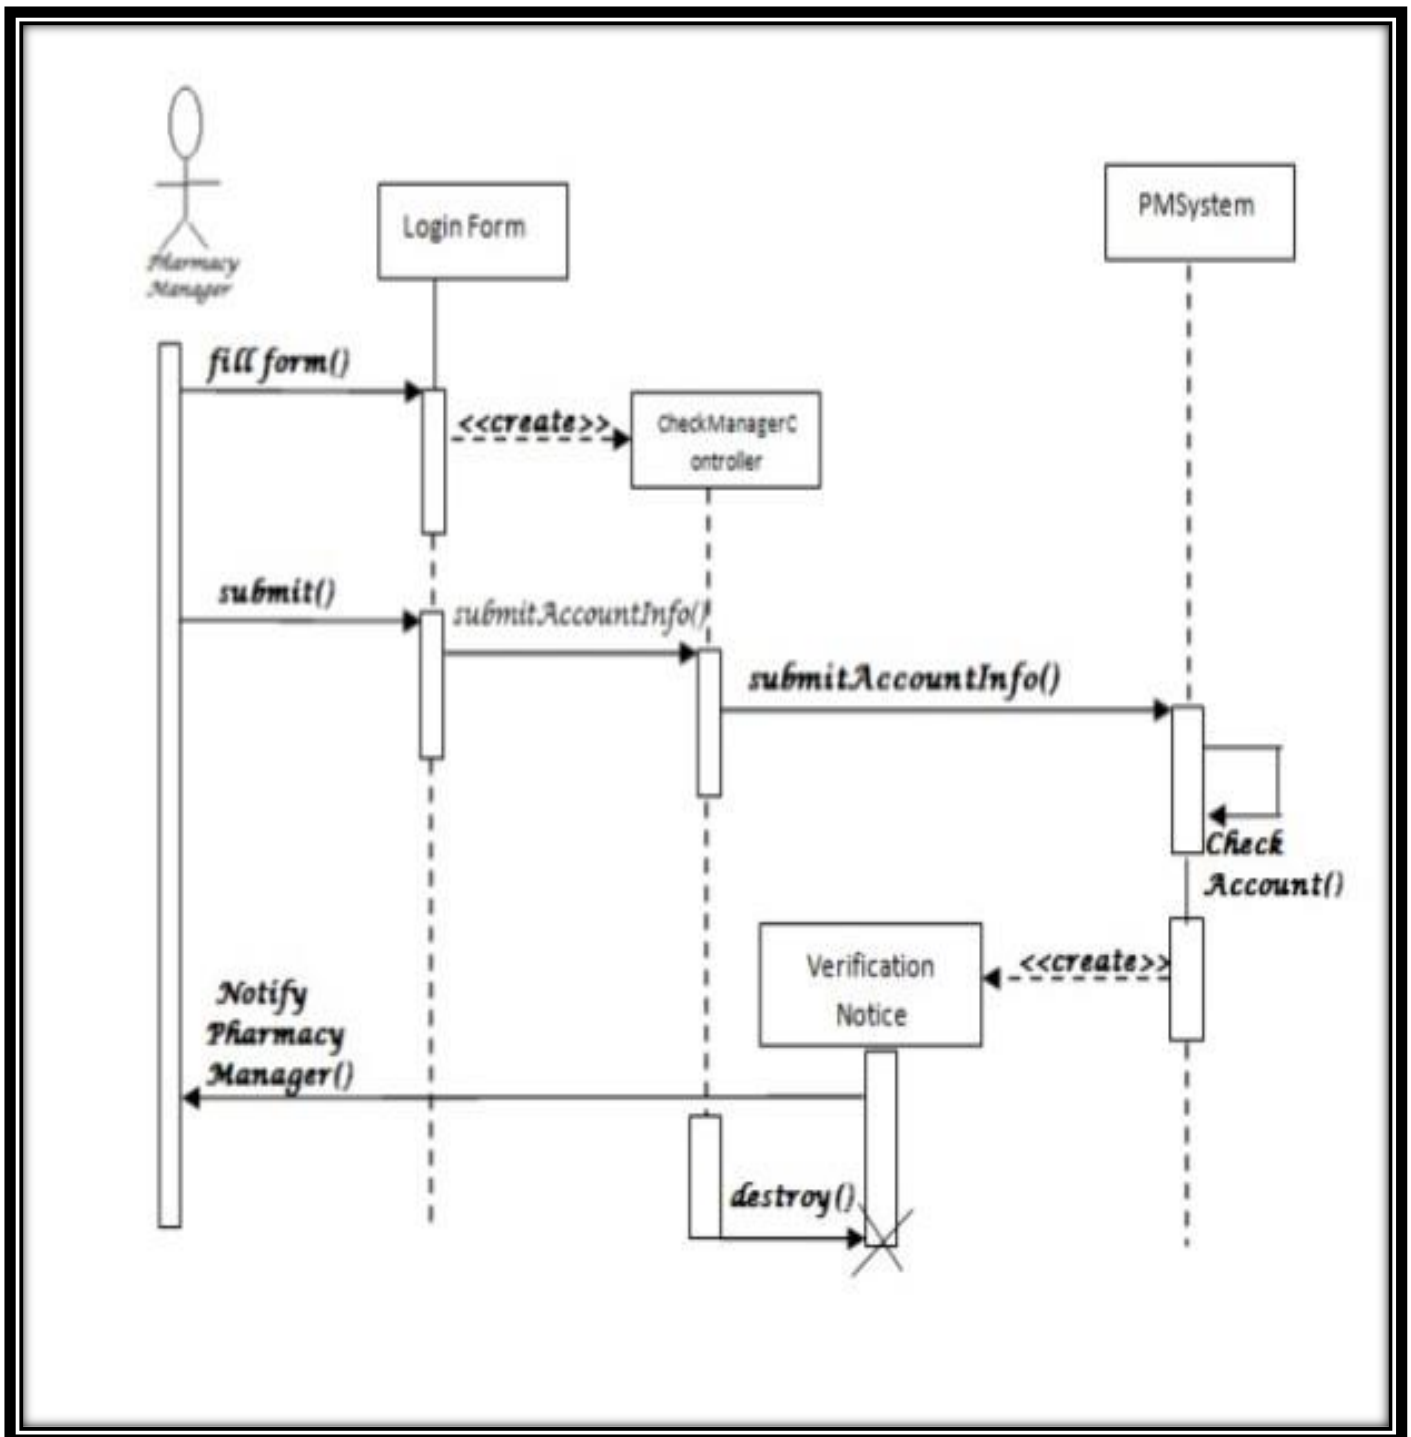 Pharmacy
Manager
Login Form
PMSystem
fill form()
<<create>>
CheckManagerC
ontroller
submit()
submitAccountInfo()
submitAccountInfo()
Check
Account()
Verification
Notice
<<create>>
Notify
Pharmacy
Manager()
destroy()